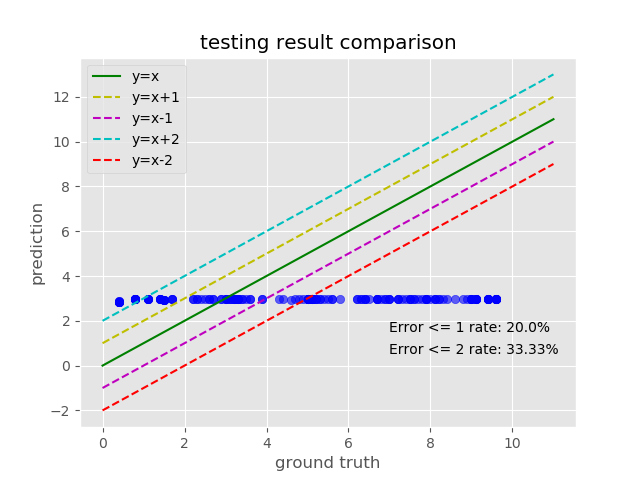 testing result comparison
y=x
y=x+1
y=x-1
y=x+2
y=x-2
12
10
8
6
4
2
0
−2
prediction
Error <= 1 rate: 20.0%
Error <= 2 rate: 33.33%
0 2 4 6 8 10
ground truth